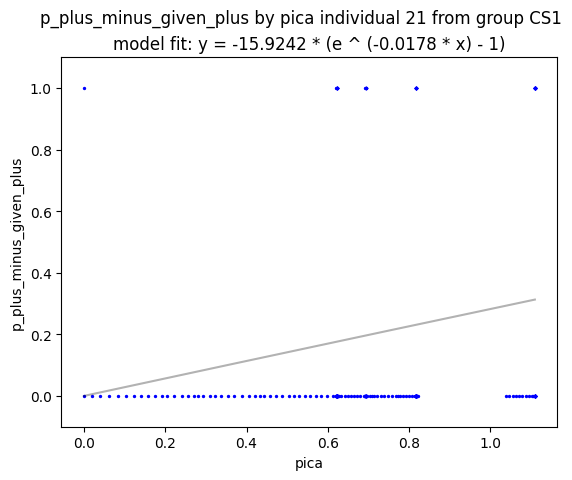 p_plus_minus_given_plus by pica individual 21 from group CS1
model fit: y = -15.9242 * (e ^ (-0.0178 * x) - 1)
1.0
0.8
0.6
0.4
0.2
0.0
p_plus_minus_given_plus
0.0 0.2 0.4 0.6 0.8 1.0
pica